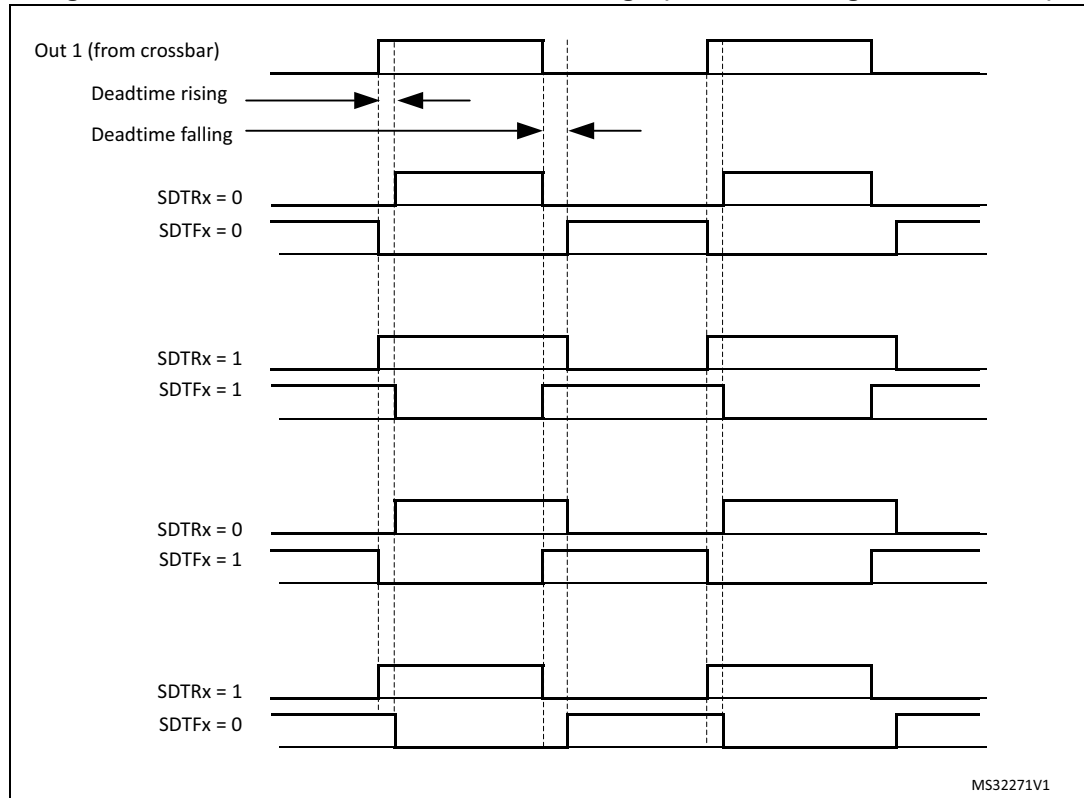 Out 1 (from crossbar)
Deadtime rising
Deadtime falling
SDTRx = 0
SDTFx = 0
SDTRx = 1
SDTFx = 1
SDTRx = 0
SDTFx = 1
SDTRx = 1
SDTFx = 0
MS32271V1